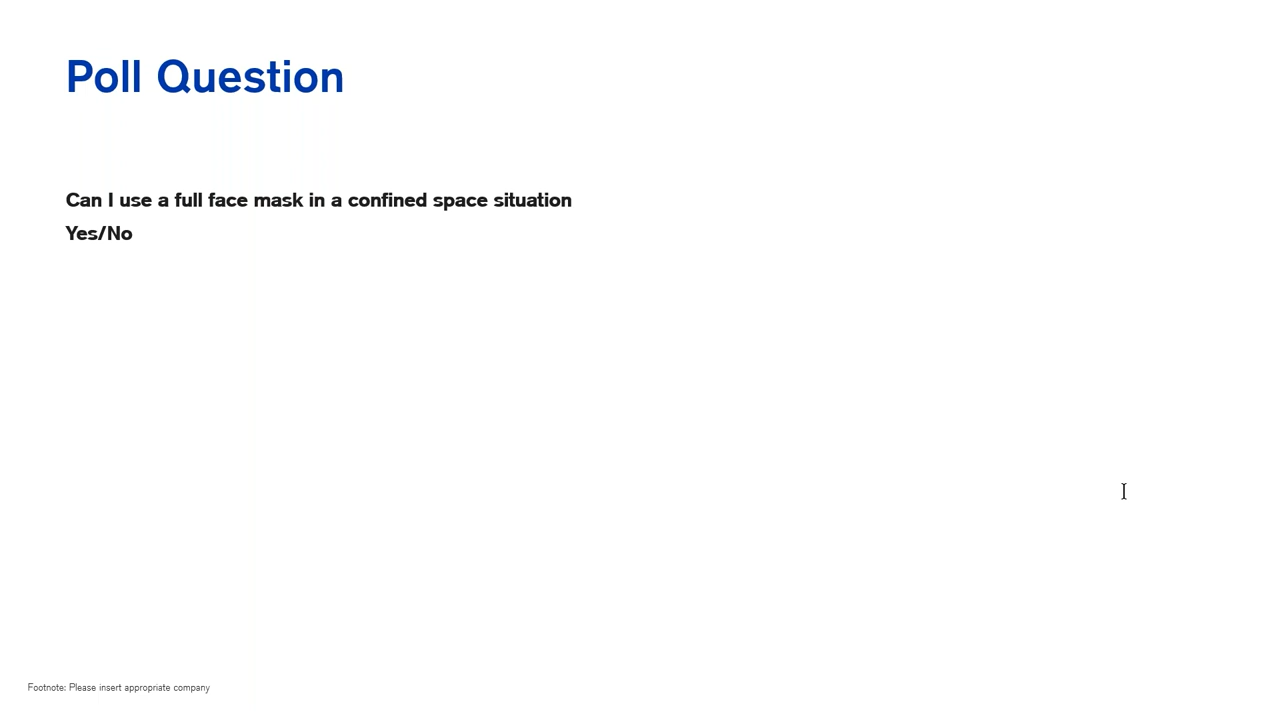 Poll Question
Can I use a full face mask in a confined space situation
Yes/No
Footnote: Please insert appropriate company